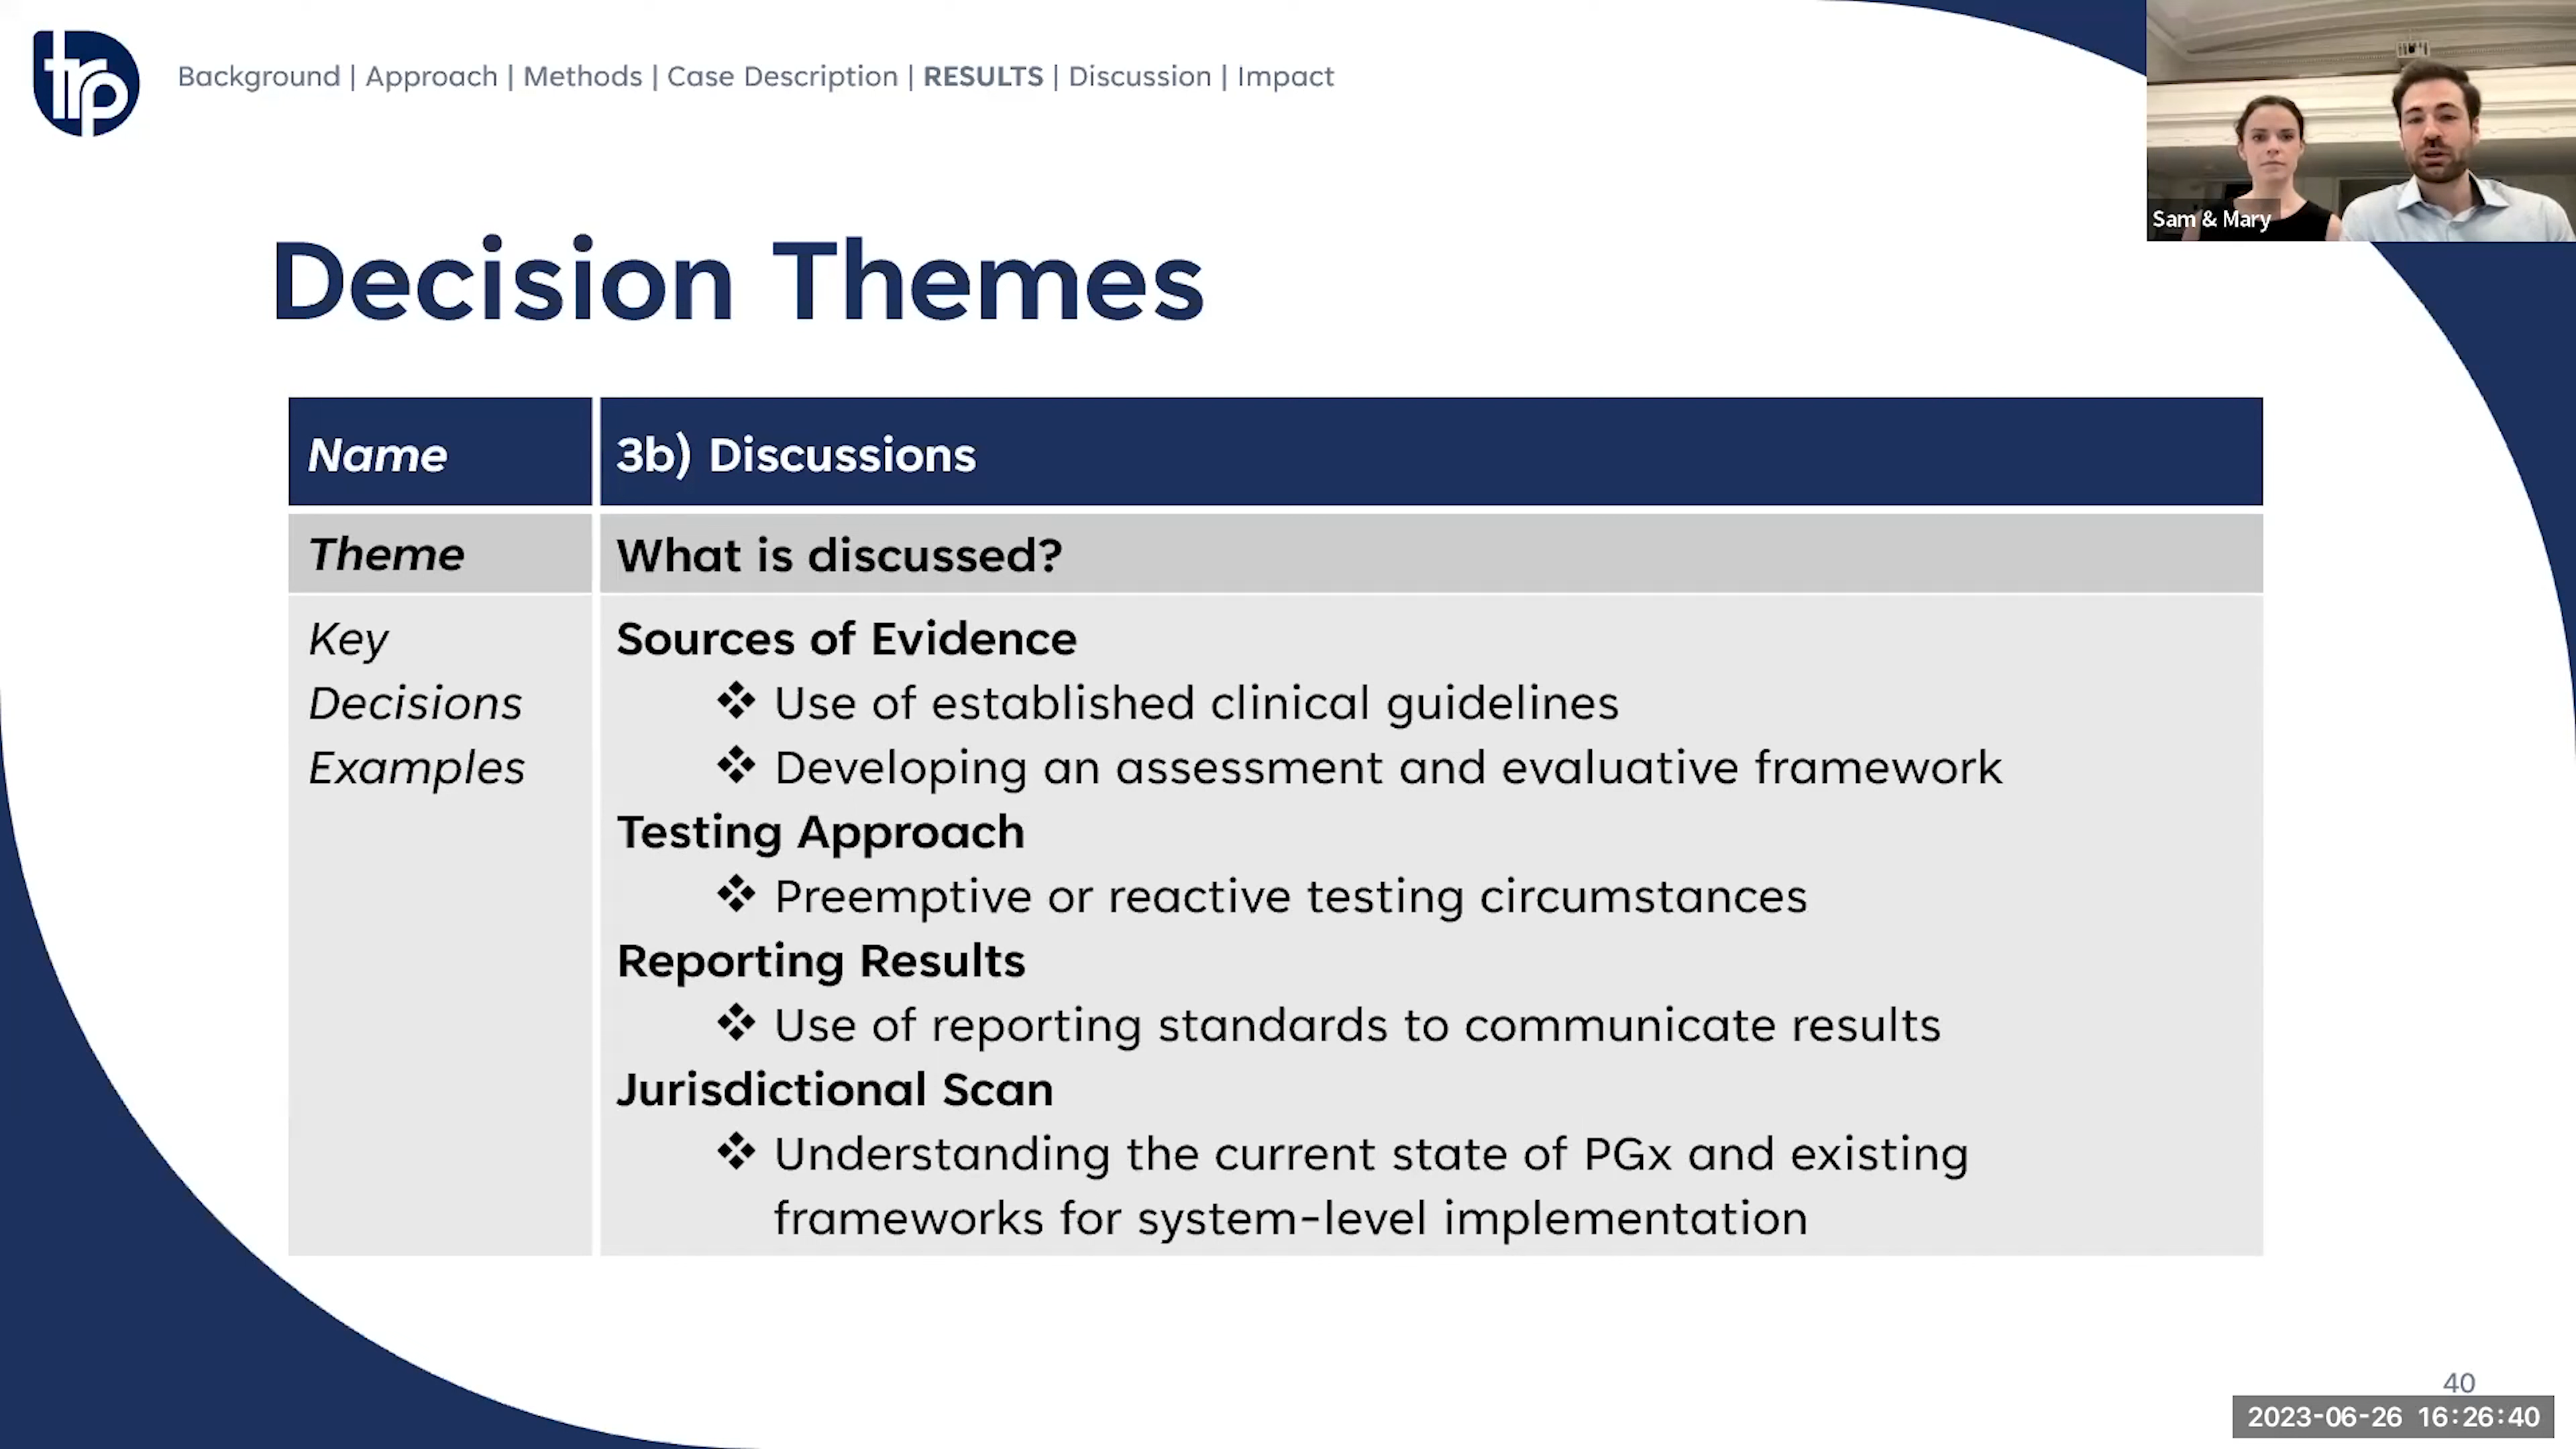 trp
Background | Approach | Methods | Case Description | RESULTS | Discussion | Impact
Sam & Mary
Decision Themes
Name
3b) Discussions
Theme
What is discussed?
Key
Decisions
Examples
Sources of Evidence
❖ Use of established clinical guidelines
❖ Developing an assessment and evaluative framework
Testing Approach
❖ Preemptive or reactive testing circumstances
Reporting Results
❖ Use of reporting standards to communicate results
Jurisdictional Scan
❖ Understanding the current state of PGx and existing
frameworks for system-level implementation
40
2023-06-26 16:26:40